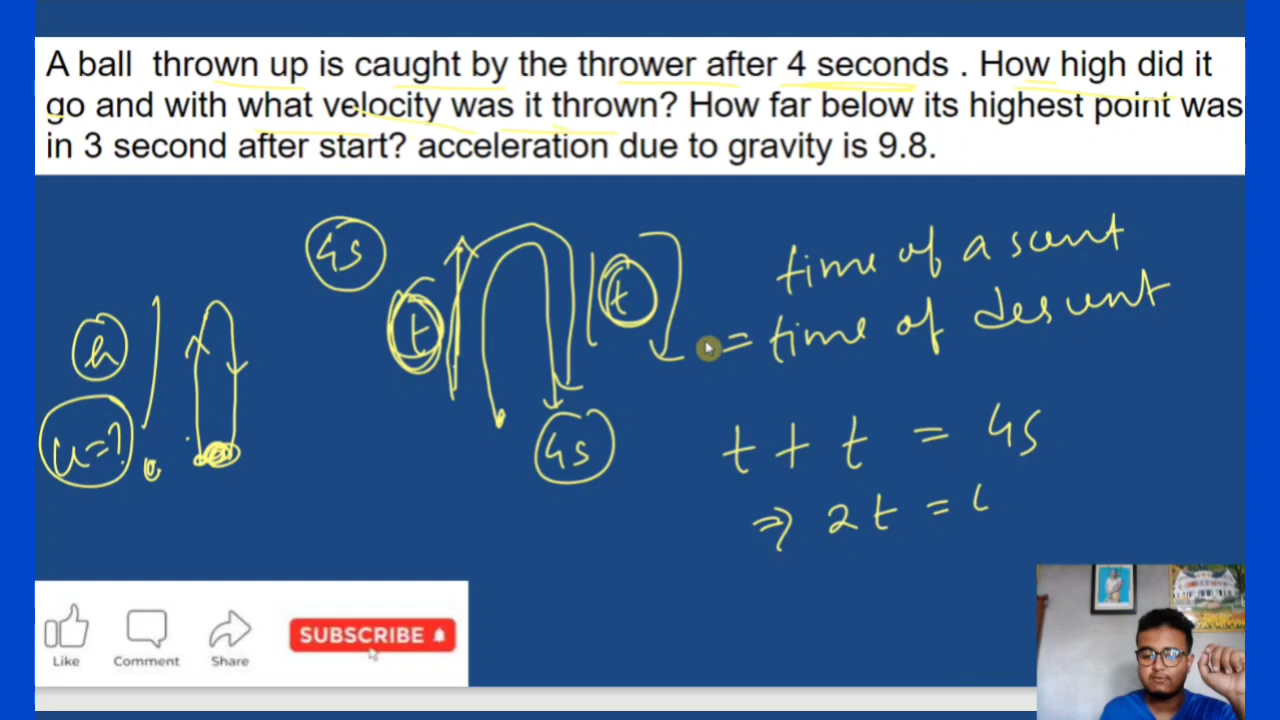 A ball thrown up is caught by the thrower after 4 seconds . How high did it
go and with what velocity was it thrown? How far below its highest point was
in 3 second after start? acceleration due to gravity is 9.8.
4s
t
t
time of ascent
= time of descent
h
u=?
4s
t + t = 4s
⇒ 2t =
Like
Comment
Share
SUBSCRIBE